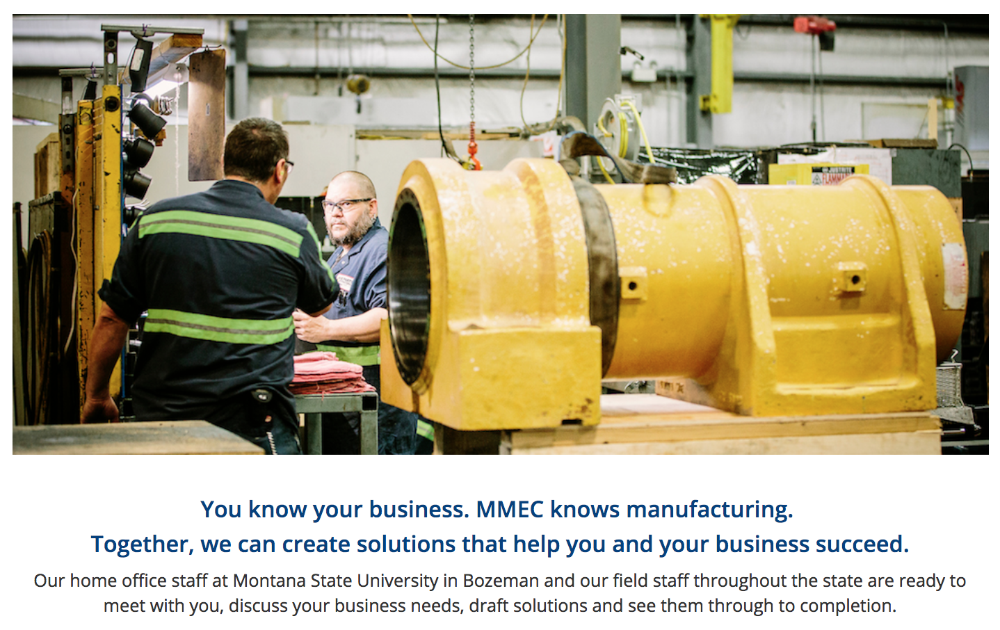 JUSTRITE
FLAMMA
You know your business. MMEC knows manufacturing.
Together, we can create solutions that help you and your business succeed.
Our home office staff at Montana State University in Bozeman and our field staff throughout the state are ready to
meet with you, discuss your business needs, draft solutions and see them through to completion.